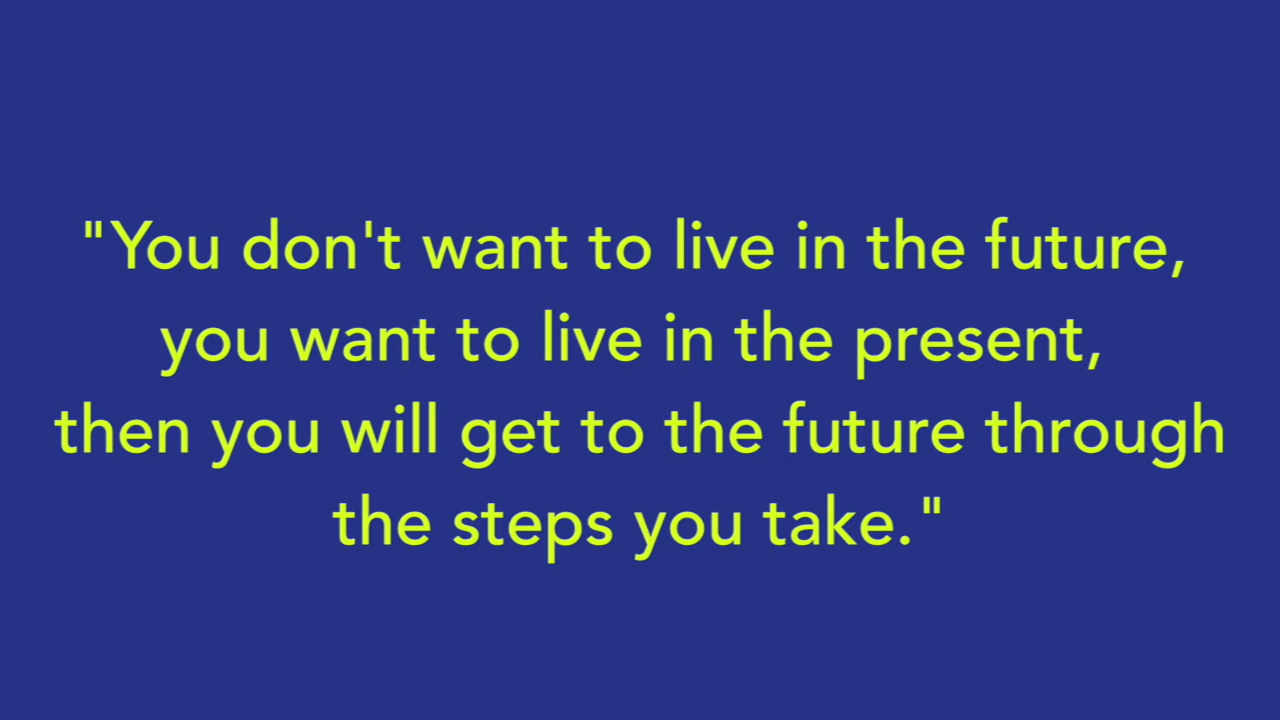 "You don't want to live in the future,
you want to live in the present,
then you will get to the future through
the steps you take."